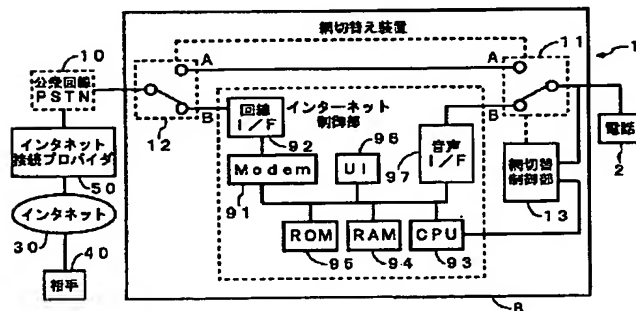 網切替え装置
10
公衆回線
PSTN
A
A
11
1
B
12
回線
I/F
92
インターネット
制御部
96
UI
97
音声
I/F
B
電話
2
インタネット
接続プロバイダ
50
Modem
91
網切替
制御部
13
インタネット
30
ROM
95
RAM
94
CPU
93
40
相手
8